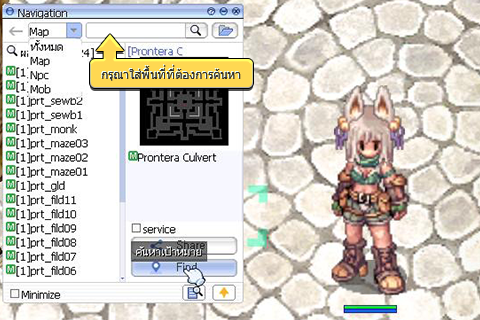 Navigation
Map
ทั้งหมด
Map
Npc
Mob
24]
[Prontera C
กรุณาใส่พื้นที่ที่ต้องการค้นหา
[1]
[1]
[1]prt_sewb2
[1]prt_sewb1
[1]prt_monk
[1]prt_maze03
[1]prt_maze02
[1]prt_maze01
[1]prt_gld
[1]prt_fild11
[1]prt_fild10
[1]prt_fild09
[1]prt_fild08
[1]prt_fild07
[1]prt_fild06
Prontera Culvert
service
Share
ค้นหาเป้าหมาย
Find
Minimize